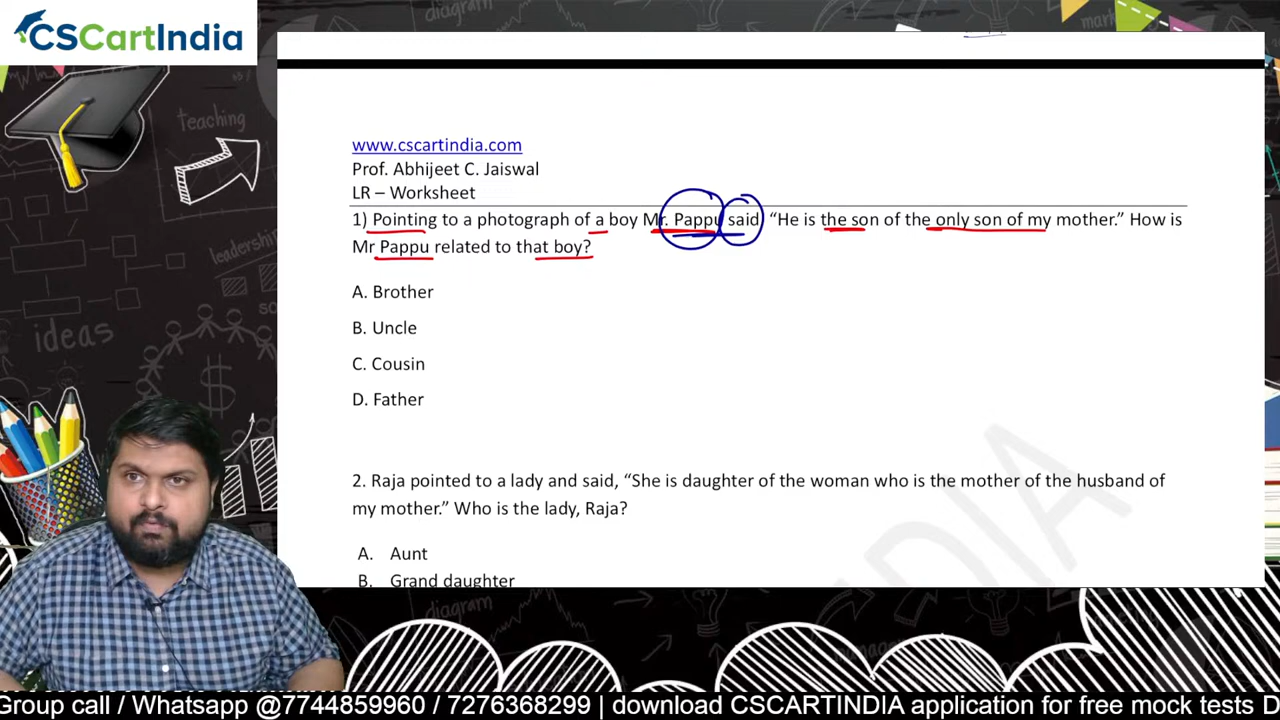 CSCartIndia
www.cscartindia.com
Prof. Abhijeet C. Jaiswal
LR – Worksheet
1) Pointing to a photograph of a boy Mr. Pappu said, “He is the son of the only son of my mother.” How is
Mr Pappu related to that boy?
A. Brother
B. Uncle
C. Cousin
D. Father
2. Raja pointed to a lady and said, “She is daughter of the woman who is the mother of the husband of
my mother.” Who is the lady, Raja?
A. Aunt
B. Grand daughter
teaching
ideas
diagram
Group call / Whatsapp @7744859960 / 7276368299 | download CSCARTINDIA application for free mock tests D